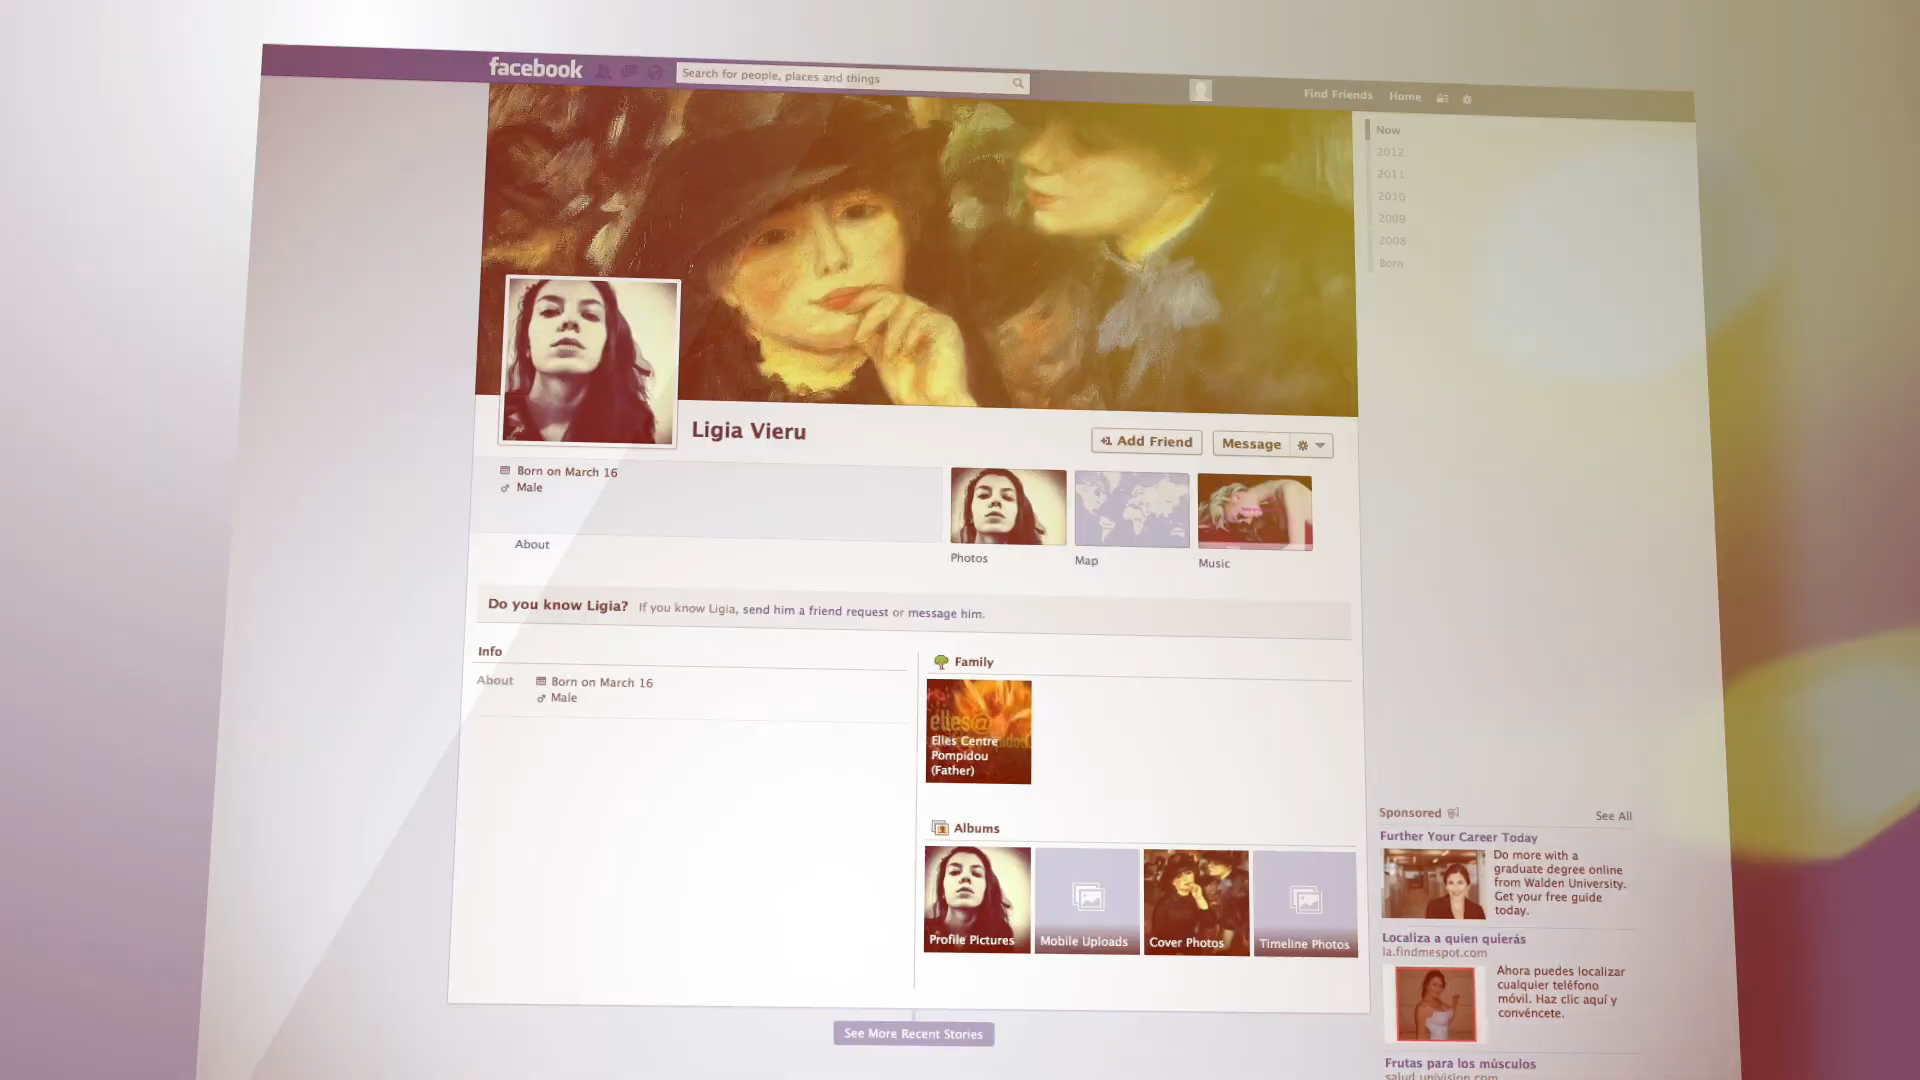 facebook
Search for people, places and things
Find Friends
Home
Now
2012
2011
2010
2009
2008
Born
Ligia Vieru
+1 Add Friend
Message
Born on March 16
Male
About
Photos
Map
Music
Do you know Ligia? If you know Ligia, send him a friend request or message him.
Info
About
Born on March 16
Male
Family
elles@
Elles Centre
Pompidou
(Father)
Albums
Profile Pictures
Mobile Uploads
Cover Photos
Timeline Photos
See More Recent Stories
Sponsored
See All
Further Your Career Today
Do more with a
graduate degree online
from Walden University.
Get your free guide
today.
Localiza a quien quierás
la.findmespot.com
Ahora puedes localizar
cualquier teléfono
móvil. Haz clic aquí y
convéncete.
Frutas para los músculos
salud.univision.com